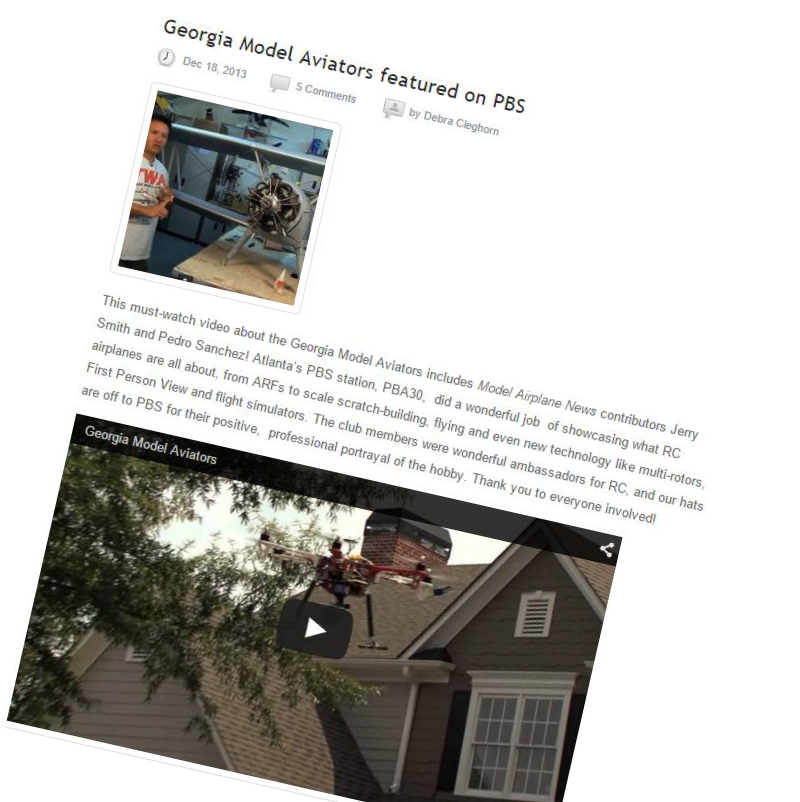 Georgia Model Aviators featured on PBS
Dec 18, 2013 5 Comments by Debra Cleghorn
TWA
This must-watch video about the Georgia Model Aviators includes Model Airplane News contributors Jerry
Smith and Pedro Sanchez! Atlanta's PBS station, PBA30, did a wonderful job of showcasing what RC
airplanes are all about, from ARFs to scale scratch-building, flying and even new technology like multi-rotors,
First Person View and flight simulators. The club members were wonderful ambassadors for RC, and our hats
are off to PBS for their positive, professional portrayal of the hobby. Thank you to everyone involved!
Georgia Model Aviators